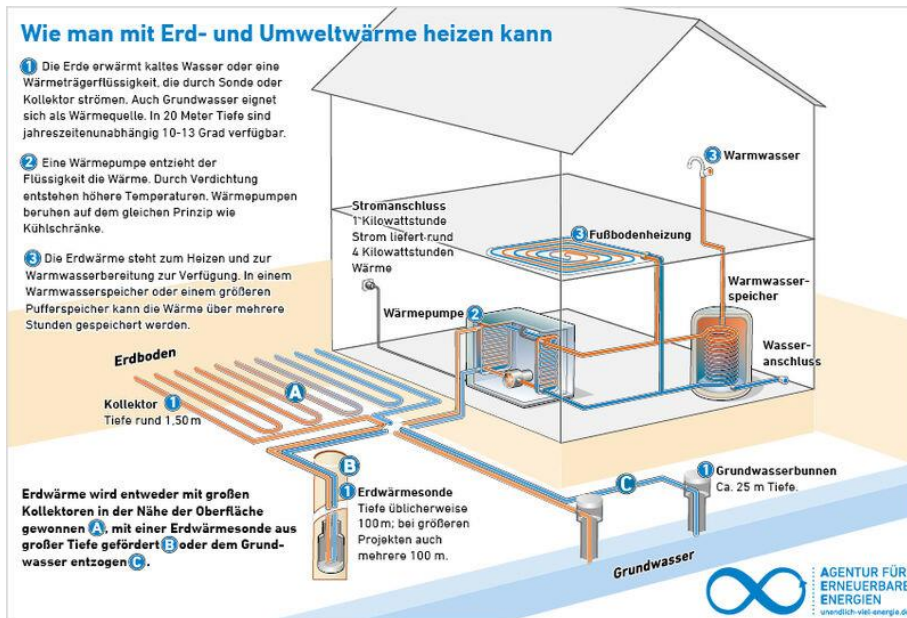 Wie man mit Erd- und Umweltwärme heizen kann
1 Die Erde erwärmt kaltes Wasser oder eine
Wärmeträgerflüssigkeit, die durch Sonde oder
Kollektor strömen. Auch Grundwasser eignet
sich als Wärmequelle. In 20 Meter Tiefe sind
jahreszeitenunabhängig 10-13 Grad verfügbar.
2 Eine Wärmepumpe entzieht der
Flüssigkeit die Wärme. Durch Verdichtung
entstehen höhere Temperaturen. Wärmepumpen
beruhen auf dem gleichen Prinzip wie
Kühlschränke.
3 Die Erdwärme steht zum Heizen und zur
Warmwasserbereitung zur Verfügung. In einem
Warmwasserspeicher oder einem größeren
Pufferspeicher kann die Wärme über mehrere
Stunden gespeichert werden.
3 Warmwasser
Stromanschluss
1 Kilowattstunde
Strom liefert rund
4 Kilowattstunden
Wärme
3 Fußbodenheizung
Warmwasser-
speicher
Wärmepumpe 2
Wasser-
anschluss
Erdboden
A
Kollektor 1
Tiefe rund 1,50 m
B
1 Erdwärmesonde
Tiefe üblicherweise
100 m; bei größeren
Projekten auch
mehrere 100 m.
C
1 Grundwasserbunnen
Ca. 25 m Tiefe.
Erdwärme wird entweder mit großen
Kollektoren in der Nähe der Oberfläche
gewonnen A, mit einer Erdwärmesonde aus
großer Tiefe gefördert B oder dem Grund-
wasser entzogen C.
Grundwasser
AGENTUR FÜR
ERNEUERBARE
ENERGIEN
unendlich-viel-energie.de